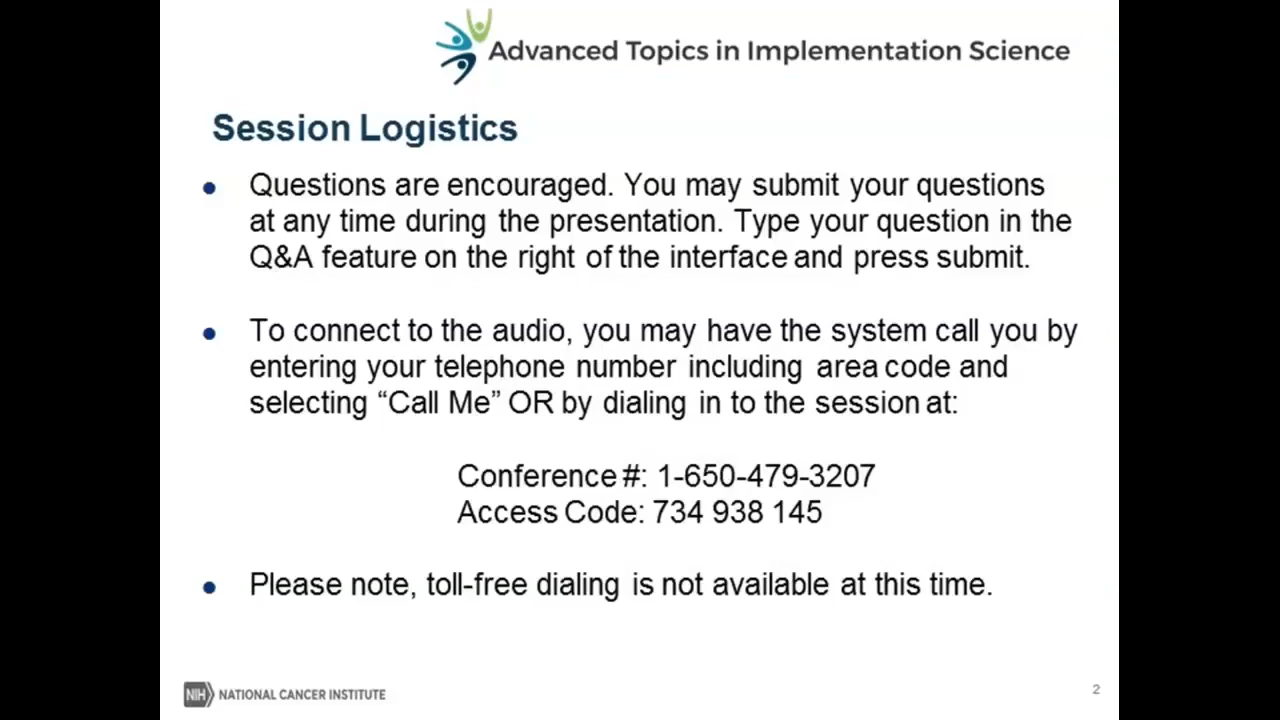 Advanced Topics in Implementation Science
Session Logistics
• Questions are encouraged. You may submit your questions
at any time during the presentation. Type your question in the
Q&A feature on the right of the interface and press submit.
• To connect to the audio, you may have the system call you by
entering your telephone number including area code and
selecting “Call Me” OR by dialing in to the session at:
Conference #: 1-650-479-3207
Access Code: 734 938 145
• Please note, toll-free dialing is not available at this time.
NIH NATIONAL CANCER INSTITUTE
2